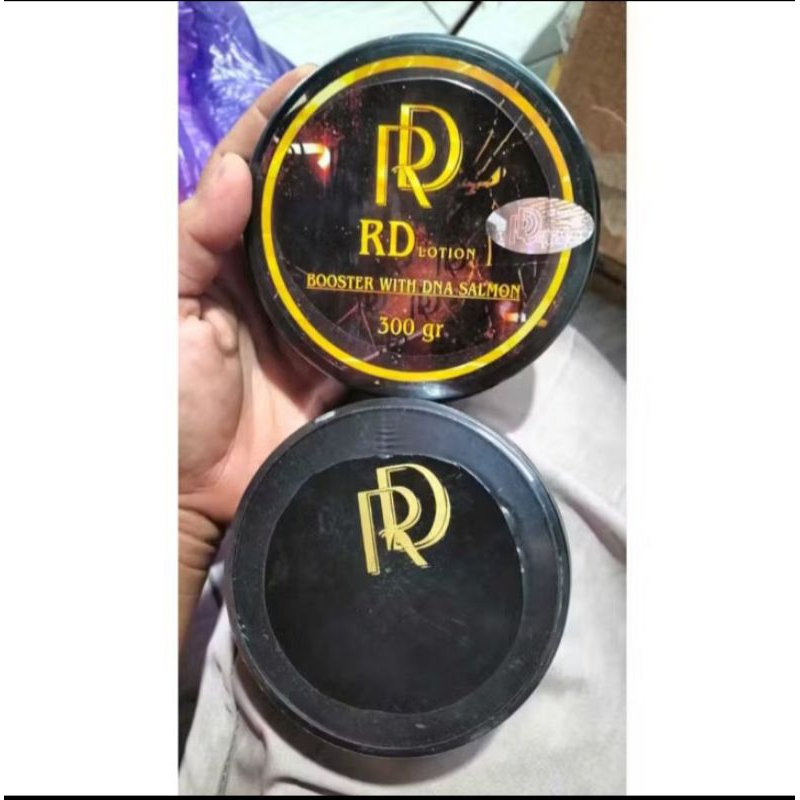 RD
RD LOTION
BOOSTER WITH DNA SALMON
300 gr
RD